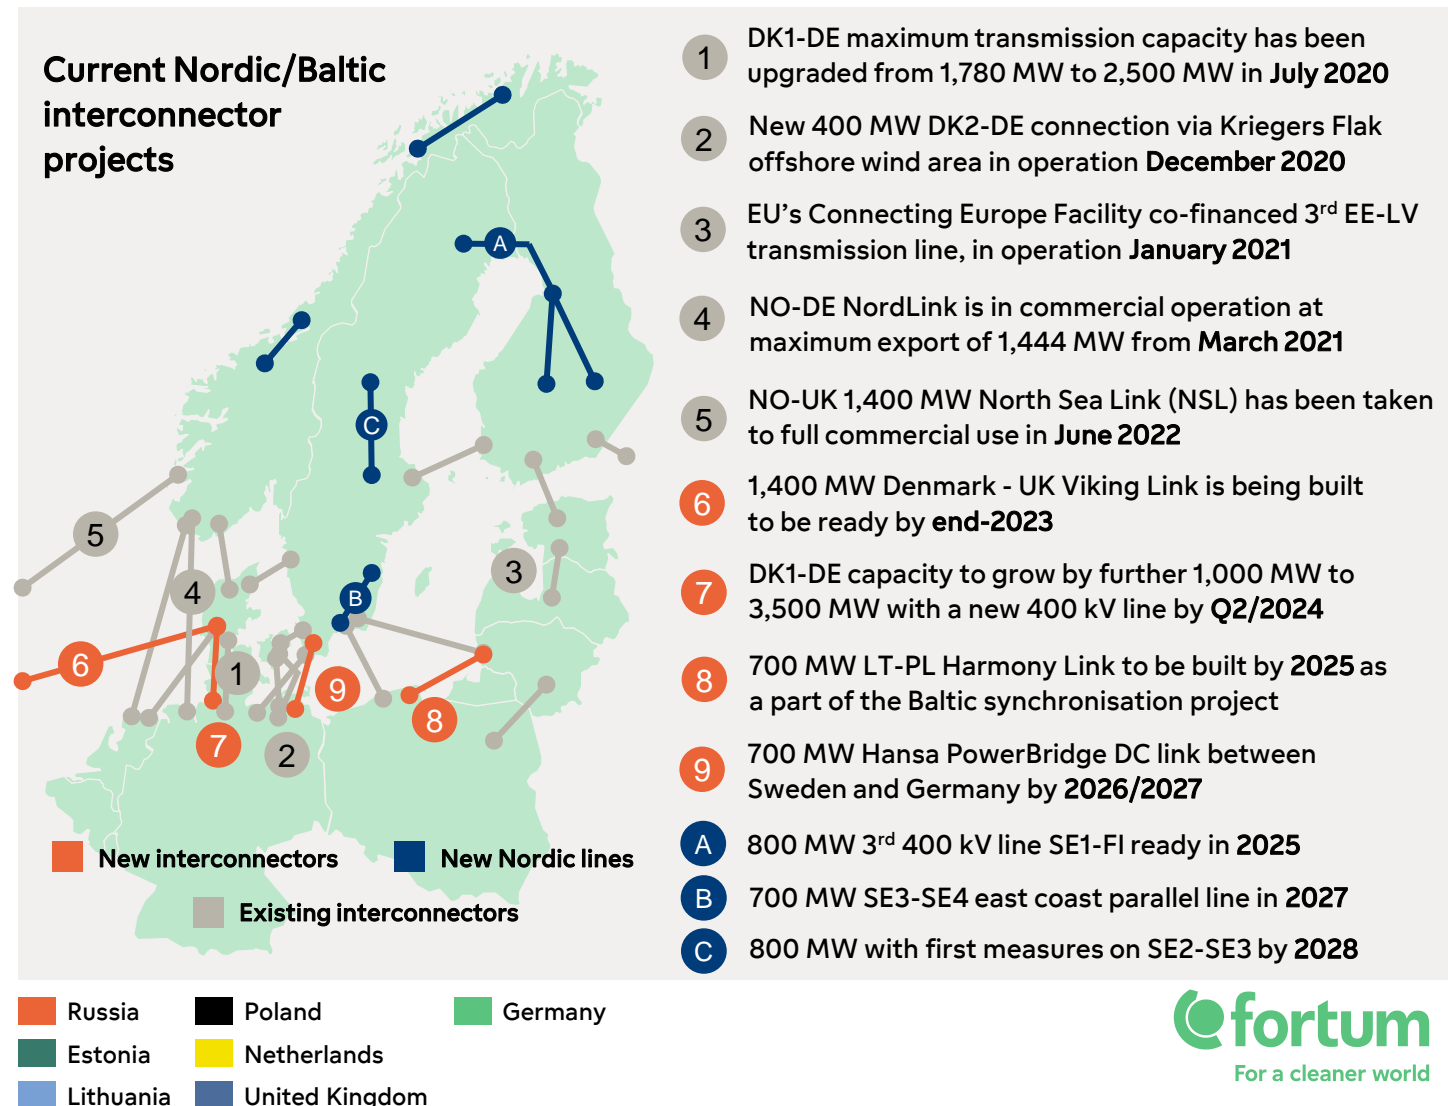 Current Nordic/Baltic
interconnector
projects
1
DK1-DE maximum transmission capacity has been
upgraded from 1,780 MW to 2,500 MW in July 2020
2
New 400 MW DK2-DE connection via Kriegers Flak
offshore wind area in operation December 2020
3
EU's Connecting Europe Facility co-financed 3rd EE-LV
transmission line, in operation January 2021
4
NO-DE NordLink is in commercial operation at
maximum export of 1,444 MW from March 2021
5
NO-UK 1,400 MW North Sea Link (NSL) has been taken
to full commercial use in June 2022
6
1,400 MW Denmark - UK Viking Link is being built
to be ready by end-2023
7
DK1-DE capacity to grow by further 1,000 MW to
3,500 MW with a new 400 kV line by Q2/2024
8
700 MW LT-PL Harmony Link to be built by 2025 as
a part of the Baltic synchronisation project
9
700 MW Hansa PowerBridge DC link between
Sweden and Germany by 2026/2027
A
800 MW 3rd 400 kV line SE1-FI ready in 2025
B
700 MW SE3-SE4 east coast parallel line in 2027
C
800 MW with first measures on SE2-SE3 by 2028
A
C
5
3
4
B
6
1
9
8
7
2
New interconnectors
New Nordic lines
Existing interconnectors
Russia
Poland
Germany
Estonia
Netherlands
Lithuania
United Kingdom
fortum
For a cleaner world